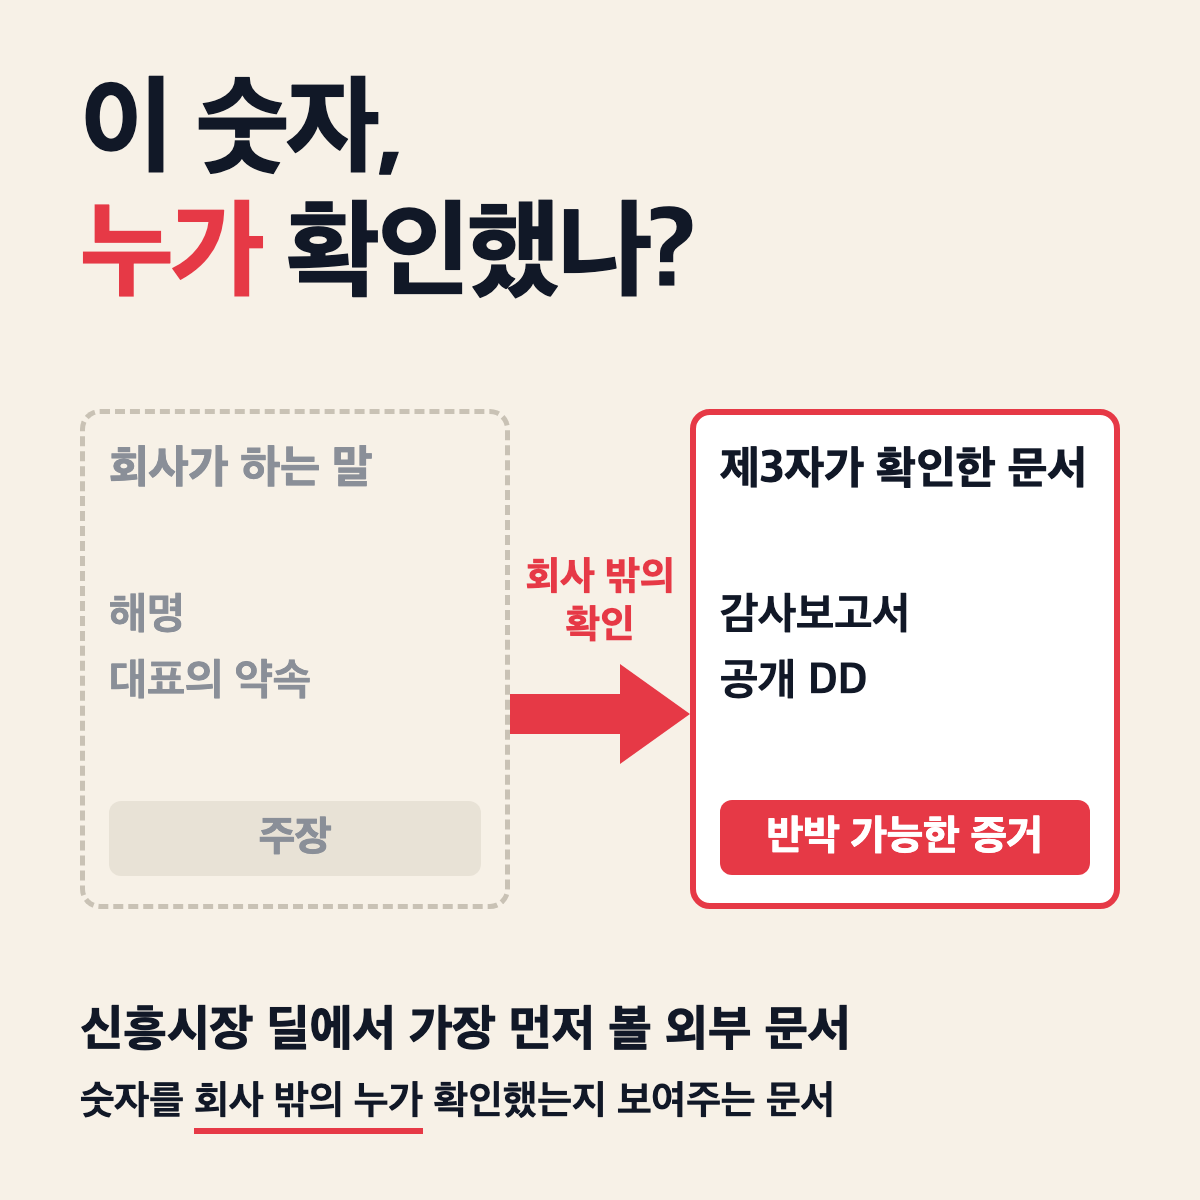 이 숫자,
누가 확인했나?
회사가 하는 말
해명
대표의 약속
주장
회사 밖의
확인
제3자가 확인한 문서
감사보고서
공개 DD
반박 가능한 증거
신흥시장 딜에서 가장 먼저 볼 외부 문서
숫자를 회사 밖의 누가 확인했는지 보여주는 문서